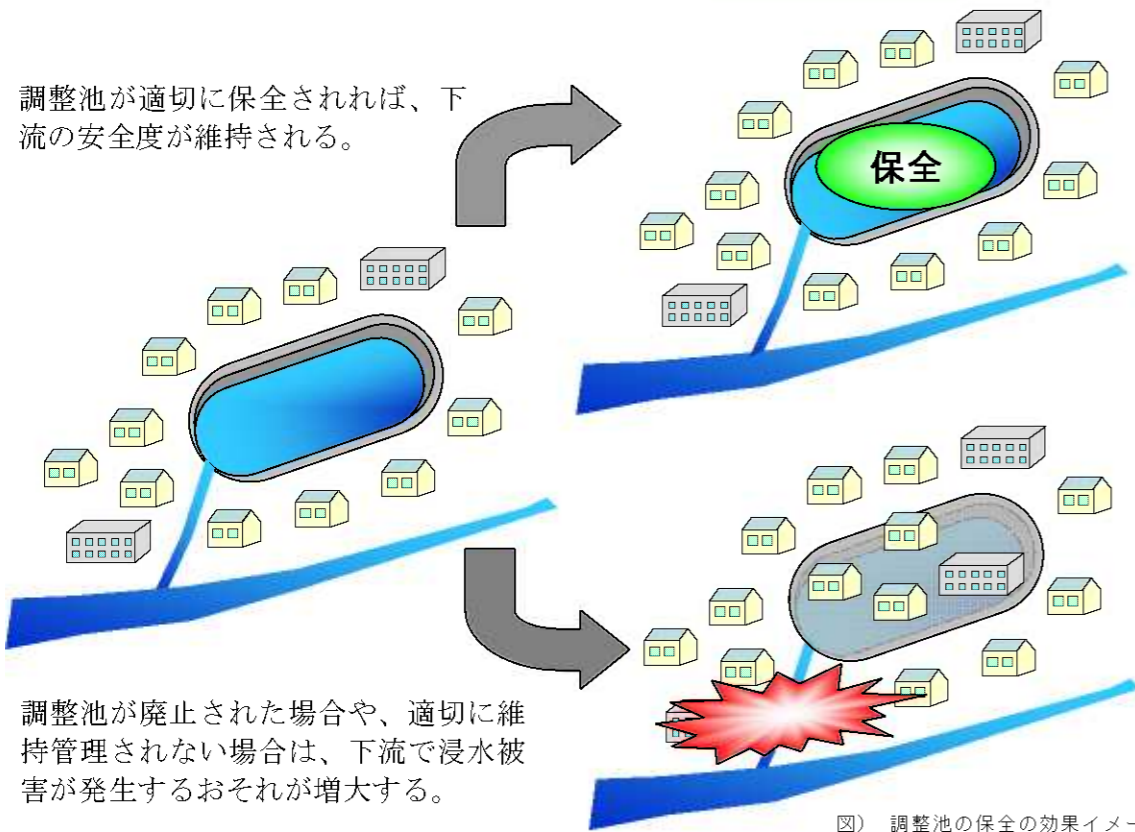 調整池が適切に保全されれば、下
流の安全度が維持される。
保全
調整池が廃止された場合や、適切に維
持管理されない場合は、下流で浸水被
害が発生するおそれが増大する。
図） 調整池の保全の効果イメー